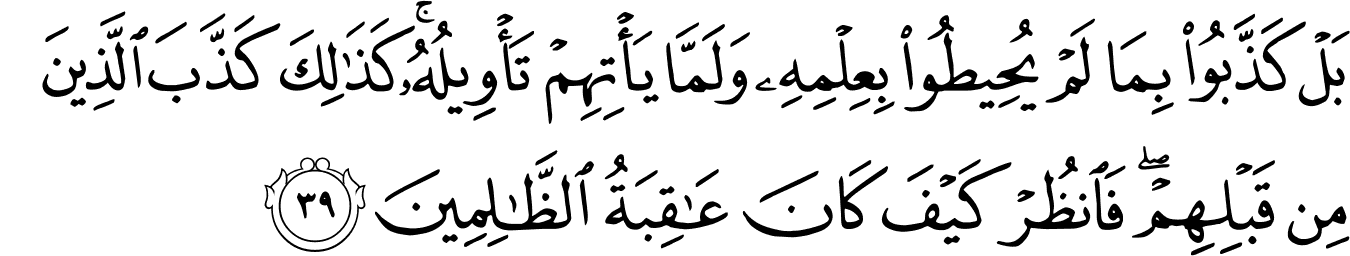 بَلْ كَذَّبُوا۟ بِمَا لَمْ يُحِيطُوا۟ بِعِلْمِهِۦ وَلَمَّا يَأْتِهِمْ تَأْوِيلُهُۥ ۚ كَذَٰلِكَ كَذَّبَ ٱلَّذِينَ
مِن قَبْلِهِمْ ۖ فَٱنظُرْ كَيْفَ كَانَ عَـٰقِبَةُ ٱلظَّـٰلِمِينَ ٣٩